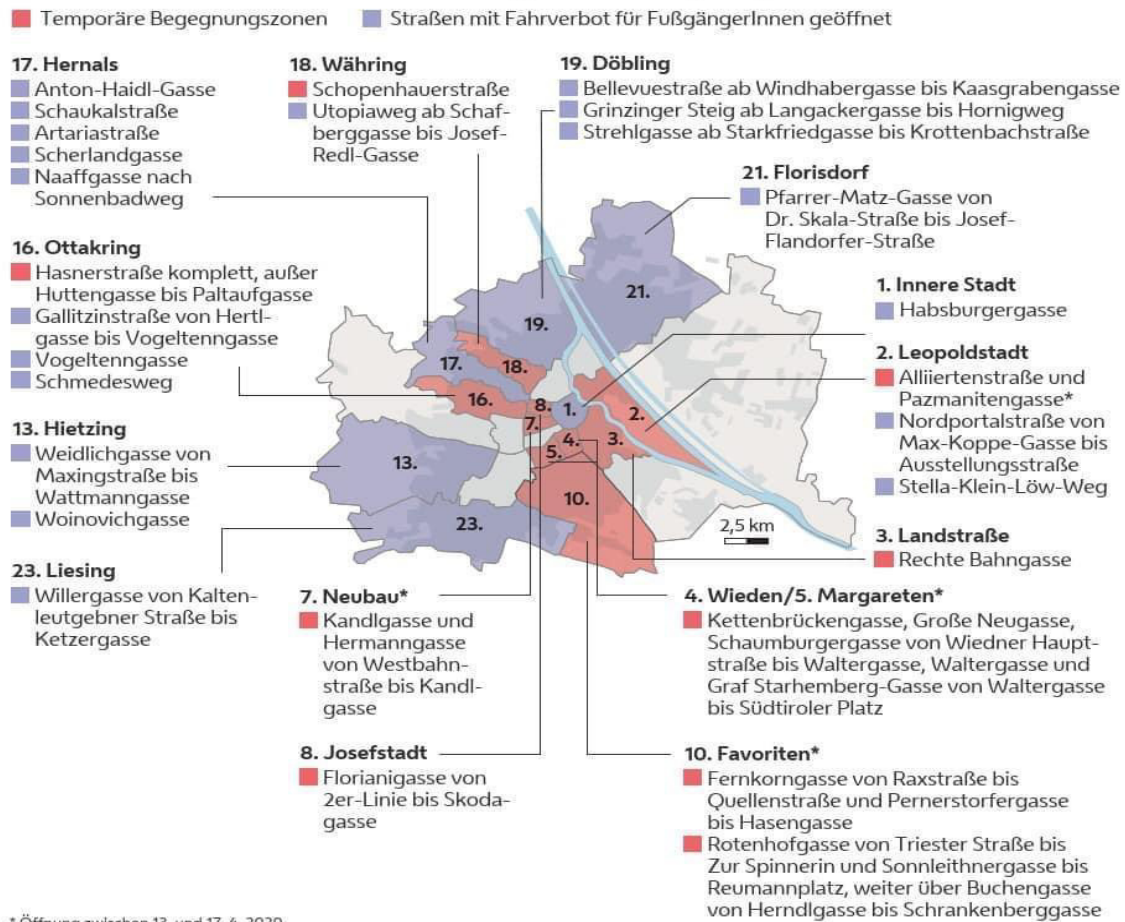 Temporäre Begegnungszonen
Straßen mit Fahrverbot für FußgängerInnen geöffnet
17. Hernals
Anton-Haidl-Gasse
Schaukalstraße
Artariastraße
Scherlandgasse
Naaffgasse nach
Sonnenbadweg
18. Währing
Schopenhauerstraße
Utopiaweg ab Schaf-
berggasse bis Josef-
Redl-Gasse
19. Döbling
Bellevuestraße ab Windhabergasse bis Kaasgrabengasse
Grinzinger Steig ab Langackergasse bis Hornigweg
Strehlgasse ab Starkfriedgasse bis Krottenbachstraße
21. Florisdorf
Pfarrer-Matz-Gasse von
Dr. Skala-Straße bis Josef-
Flandorfer-Straße
16. Ottakring
Hasnerstraße komplett, außer
Huttengasse bis Paltaufgasse
Gallitzinstraße von Hertl-
gasse bis Vogeltenngasse
Vogeltenngasse
Schmedesweg
1. Innere Stadt
Habsburgergasse
2. Leopoldstadt
Alliiertenstraße und
Pazmanitengasse*
Nordportalstraße von
Max-Koppe-Gasse bis
Ausstellungsstraße
Stella-Klein-Löw-Weg
13. Hietzing
Weidlichgasse von
Maxingstraße bis
Wattmanngasse
Woinovichgasse
21.
19.
17.
18.
16.
8.
1.
2.
7.
4.
3.
5.
13.
10.
23.
2,5 km
3. Landstraße
Rechte Bahngasse
23. Liesing
Willergasse von Kalten-
leutgebner Straße bis
Ketzergasse
7. Neubau*
Kandlgasse und
Hermanngasse
von Westbahn-
straße bis Kandl-
gasse
4. Wieden/5. Margareten*
Kettenbrückengasse, Große Neugasse,
Schaumburgergasse von Wiedner Haupt-
straße bis Waltergasse, Waltergasse und
Graf Starhemberg-Gasse von Waltergasse
bis Südtiroler Platz
8. Josefstadt
Florianigasse von
2er-Linie bis Skoda-
gasse
10. Favoriten*
Fernkorngasse von Raxstraße bis
Quellenstraße und Pernerstorfergasse
bis Hasengasse
Rotenhofgasse von Triester Straße bis
Zur Spinnerin und Sonnleithnergasse bis
Reumannplatz, weiter über Buchengasse
von Herndlgasse bis Schrankenberggasse
* Öffnung zwischen 13. und 17. 4. 2020